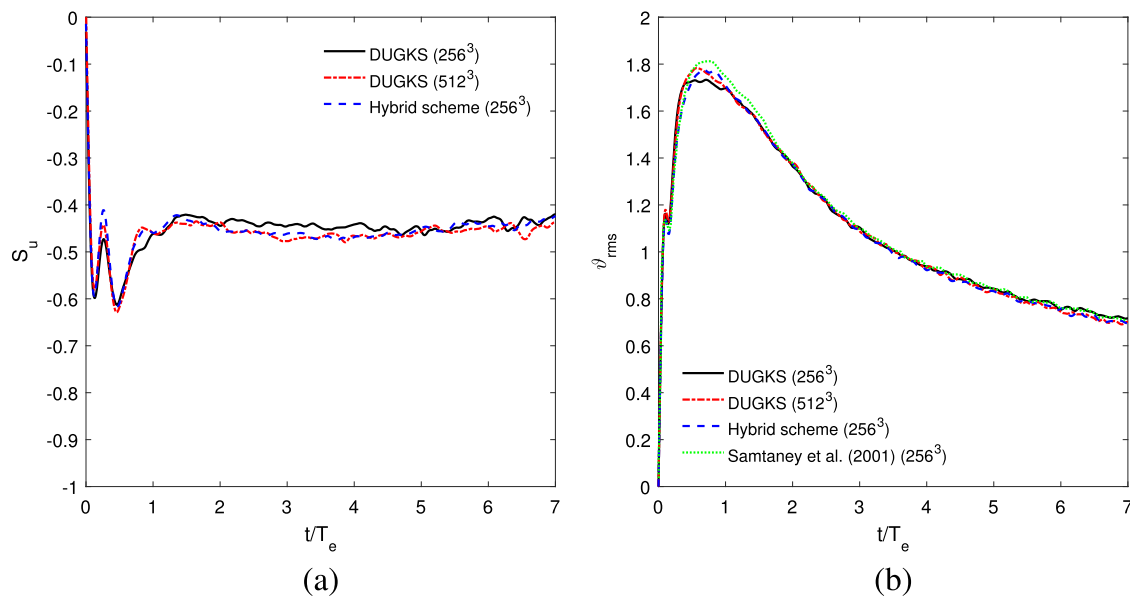 0
-0.1
-0.2
-0.3
-0.4
-0.5
-0.6
-0.7
-0.8
-0.9
-1
S_u
DUGKS (256^3)
DUGKS (512^3)
Hybrid scheme (256^3)
0 1 2 3 4 5 6 7
t/T_e
(a)
2
1.8
1.6
1.4
1.2
1
0.8
0.6
0.4
0.2
0
ϑ_rms
DUGKS (256^3)
DUGKS (512^3)
Hybrid scheme (256^3)
Samtaney et al. (2001) (256^3)
0 1 2 3 4 5 6 7
t/T_e
(b)